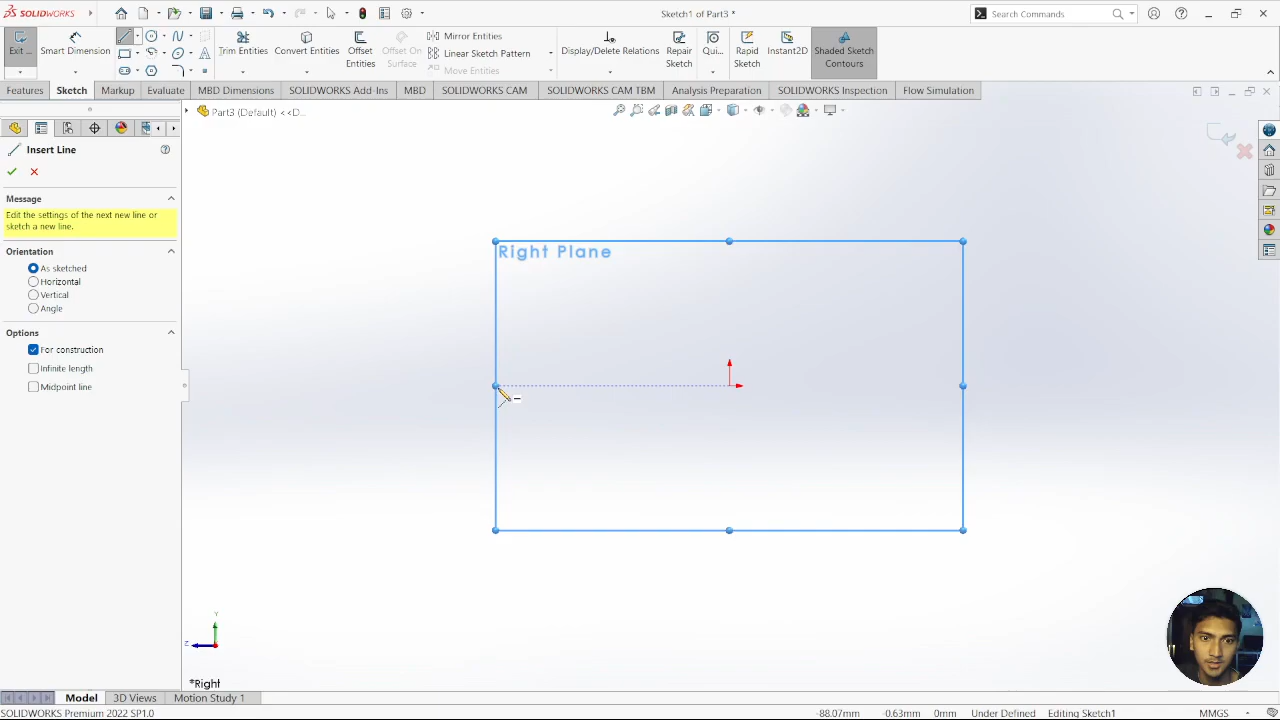 SOLIDWORKS
Sketch1 of Part3 *
Search Commands
Exit ...
Smart Dimension
Trim Entities
Convert Entities
Offset
Entities
Offset On
Surface
Mirror Entities
Linear Sketch Pattern
Move Entities
Display/Delete Relations
Repair
Sketch
Qui...
Rapid
Sketch
Instant2D
Shaded Sketch
Contours
Features
Sketch
Markup
Evaluate
MBD Dimensions
SOLIDWORKS Add-Ins
MBD
SOLIDWORKS CAM
SOLIDWORKS CAM TBM
Analysis Preparation
SOLIDWORKS Inspection
Flow Simulation
Part3 (Default) <<D...
Insert Line
Message
Edit the settings of the next new line or
sketch a new line.
Orientation
As sketched
Horizontal
Vertical
Angle
Options
For construction
Infinite length
Midpoint line
Right Plane
Y
Z
*Right
Model
3D Views
Motion Study 1
SOLIDWORKS Premium 2022 SP1.0
-88.07mm
-0.63mm
0mm
Under Defined
Editing Sketch1
MMGS